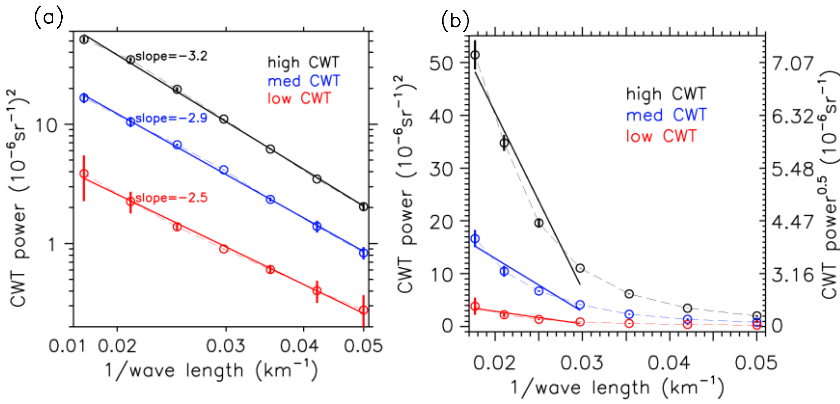 (a)
slope=−3.2
high CWT
med CWT
low CWT
slope=−2.9
slope=−2.5
10
1
CWT power (10⁻⁶sr⁻¹)²
0.01 0.02 0.03 0.04 0.05
1/wave length (km⁻¹)
(b)
high CWT
med CWT
low CWT
50
40
30
20
10
0
CWT power (10⁻⁶sr⁻¹)²
7.07
6.32
5.48
4.47
3.16
0
CWT power⁰·⁵ (10⁻⁶sr⁻¹)
0.02 0.03 0.04 0.05
1/wave length (km⁻¹)